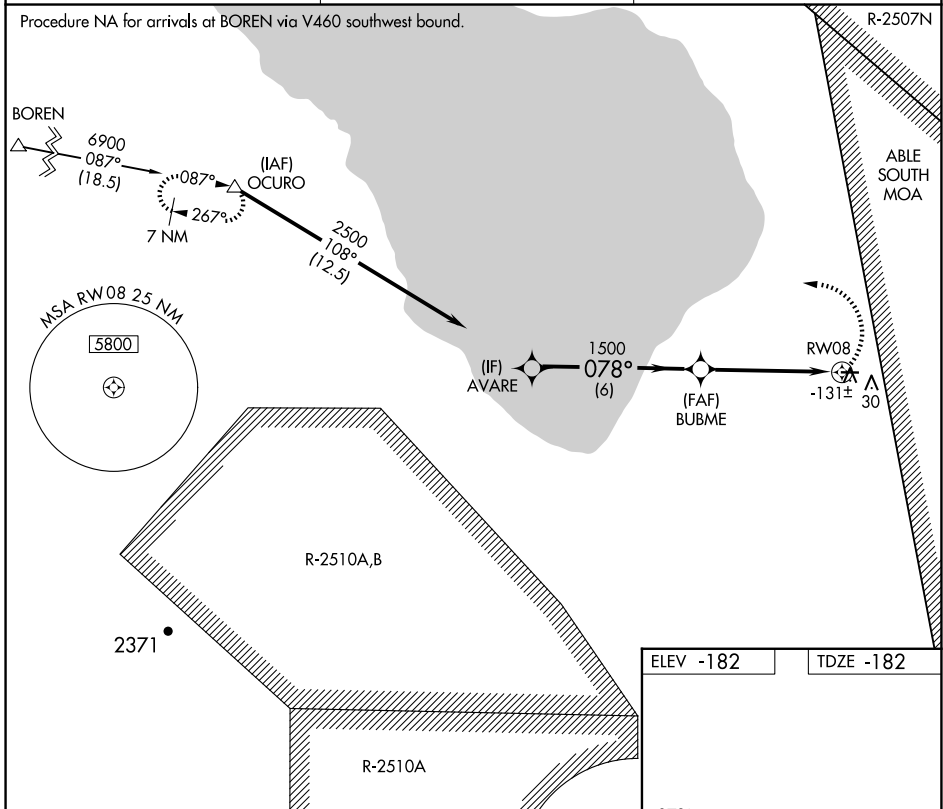 Procedure NA for arrivals at BOREN via V460 southwest bound.
R-2507N
BOREN
6900
087°
(18.5)
087°
(IAF)
OCURO
267°
7 NM
2500
108°
(12.5)
ABLE
SOUTH
MOA
MSA RW08 25 NM
5800
(IF)
AVARE
1500
078°
(6)
(FAF)
BUBME
RW08
-131±
30
R-2510A,B
2371
ELEV -182
TDZE -182
R-2510A